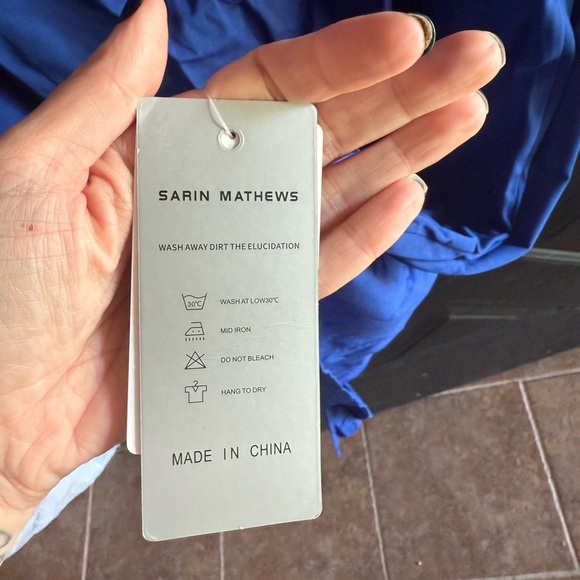 SARIN MATHEWS
WASH AWAY DIRT THE ELUCIDATION
30℃ WASH AT LOW30℃
MID IRON
DO NOT BLEACH
HANG TO DRY
MADE IN CHINA